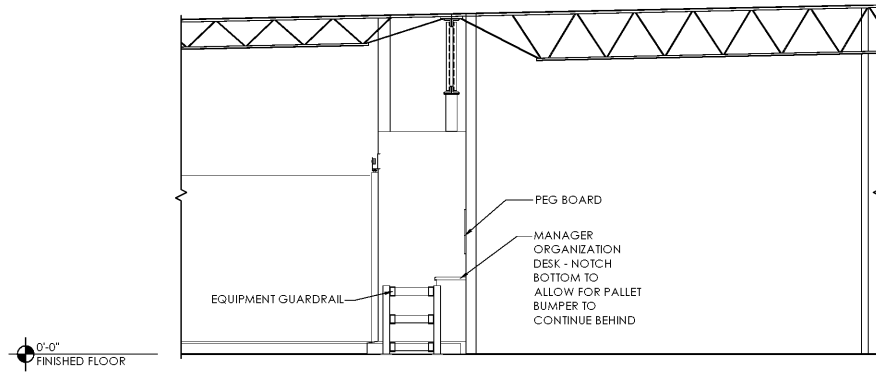 PEG BOARD
MANAGER
ORGANIZATION
DESK - NOTCH
BOTTOM TO
ALLOW FOR PALLET
BUMPER TO
CONTINUE BEHIND
EQUIPMENT GUARDRAIL
0'-0"
FINISHED FLOOR